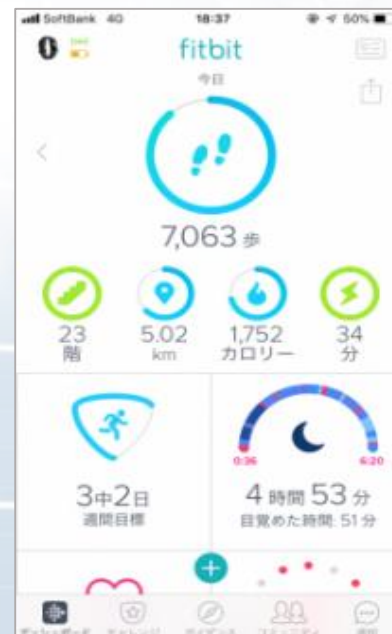 SoftBank 4G 18:37 50%
fitbit
今日
7,063 歩
23 5.02 1,752 34
階 km カロリー 分
0:36 6:20
3中2日 4 時間 53 分
週間目標 目覚めた時間: 51 分